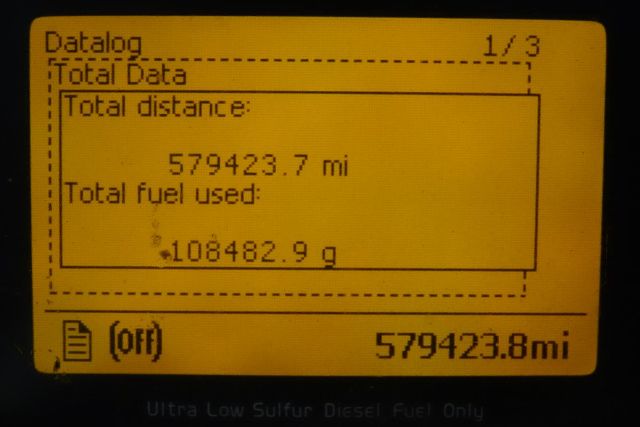 Datalog 1/3
Total Data
Total distance:
579423.7 mi
Total fuel used:
108482.9 g
(OFF) 579423.8mi
Ultra Low Sulfur Diesel Fuel Only